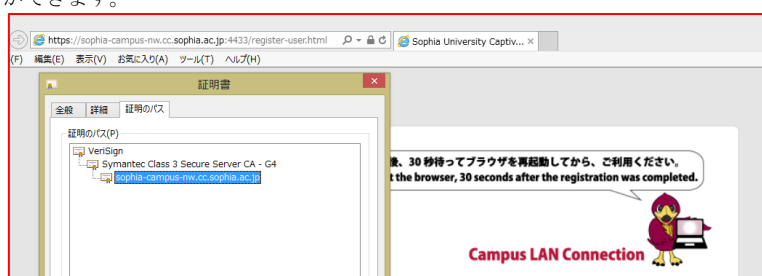 ができます。
https://sophia-campus-nw.cc.sophia.ac.jp:4433/register-user.html
Sophia University Captiv...
(F) 編集(E) 表示(V) お気に入り(A) ツール(T) ヘルプ(H)
証明書
全般 詳細 証明のパス
証明のパス(P)
VeriSign
Symantec Class 3 Secure Server CA - G4
sophia-campus-nw.cc.sophia.ac.jp
後、30 秒待ってブラウザを再起動してから、ご利用ください。
t the browser, 30 seconds after the registration was completed.
Campus LAN Connection